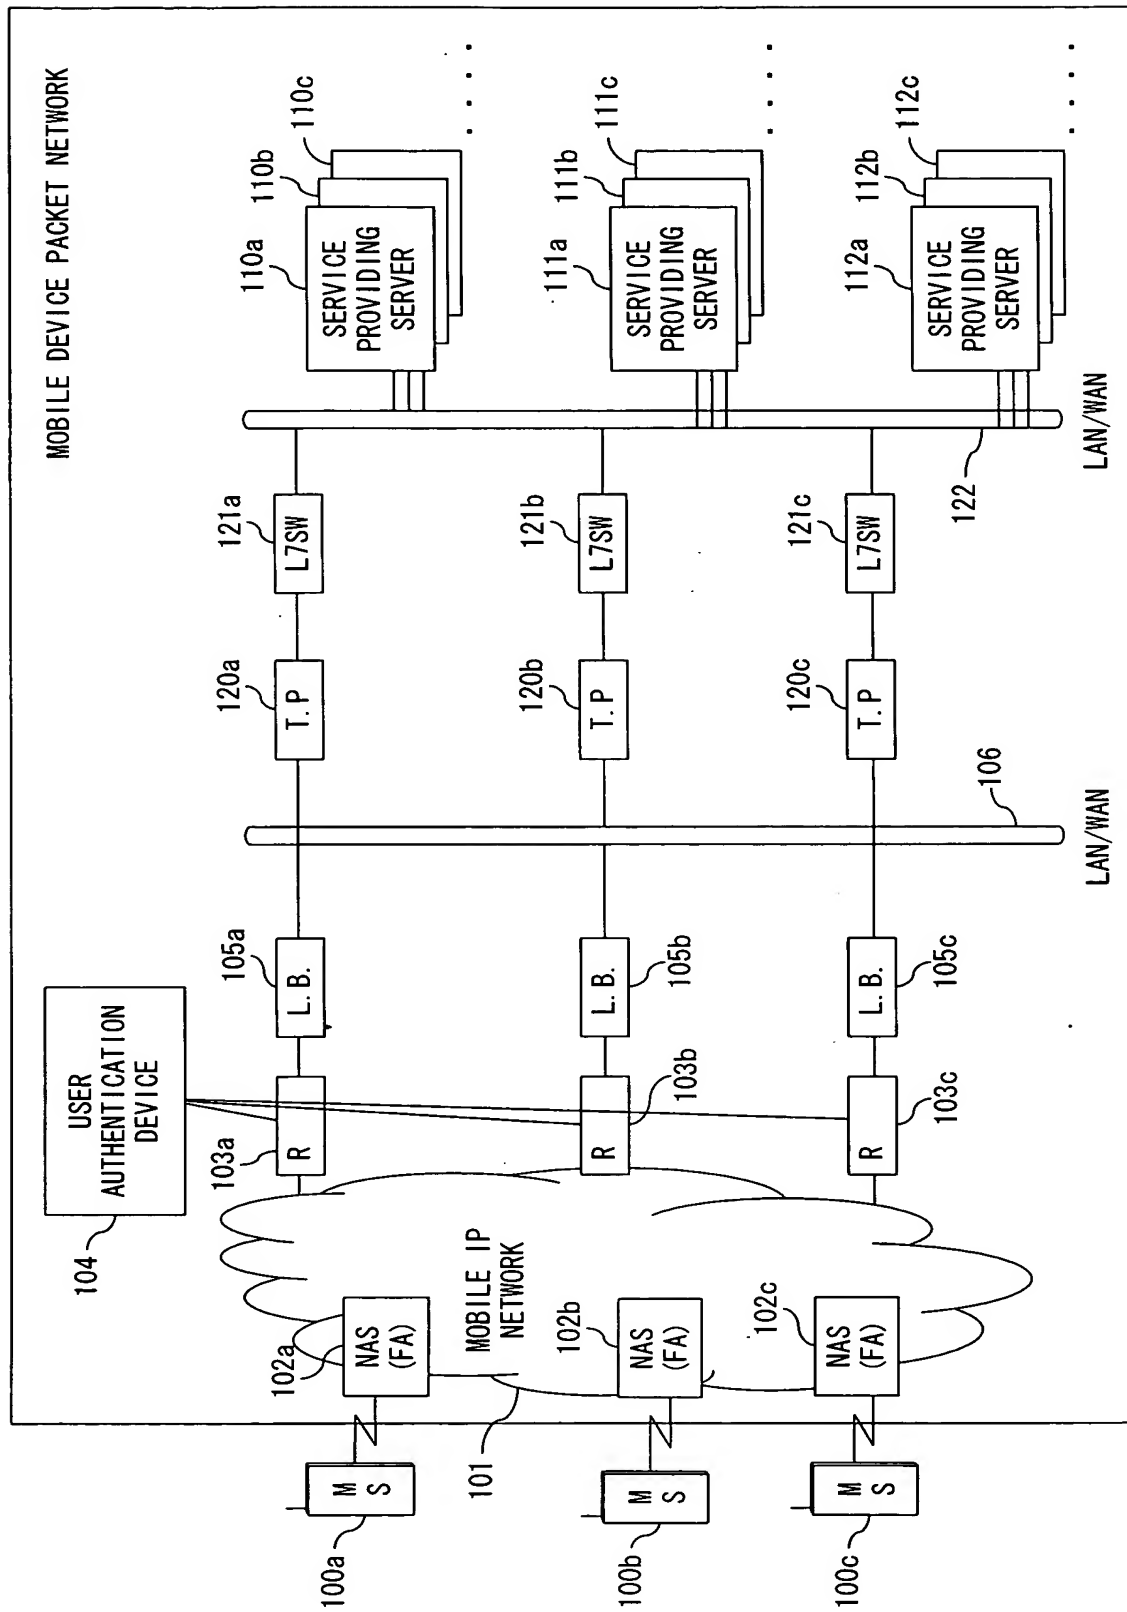 MOBILE DEVICE PACKET NETWORK
USER
AUTHENTICATION
DEVICE
104
100a
M
S
102a
NAS
(FA)
103a
R
105a
L.B.
120a
T.P
121a
L7SW
110a
110b
110c
SERVICE
PROVIDING
SERVER
. . . .
101
MOBILE IP
NETWORK
100b
M
S
102b
NAS
(FA)
R
103b
L.B.
105b
120b
T.P
121b
L7SW
111a
111b
111c
SERVICE
PROVIDING
SERVER
. . . .
100c
M
S
102c
NAS
(FA)
R
103c
L.B.
105c
106
120c
T.P
121c
L7SW
122
112a
112b
112c
SERVICE
PROVIDING
SERVER
. . . .
LAN/WAN
LAN/WAN